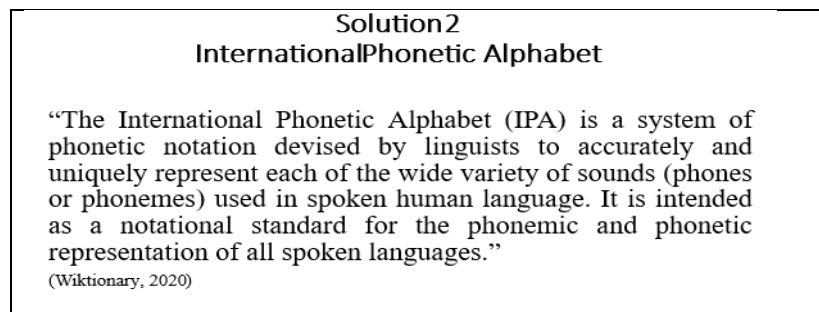 Solution 2
InternationalPhonetic Alphabet
“The International Phonetic Alphabet (IPA) is a system of
phonetic notation devised by linguists to accurately and
uniquely represent each of the wide variety of sounds (phones
or phonemes) used in spoken human language. It is intended
as a notational standard for the phonemic and phonetic
representation of all spoken languages.”
(Wiktionary, 2020)